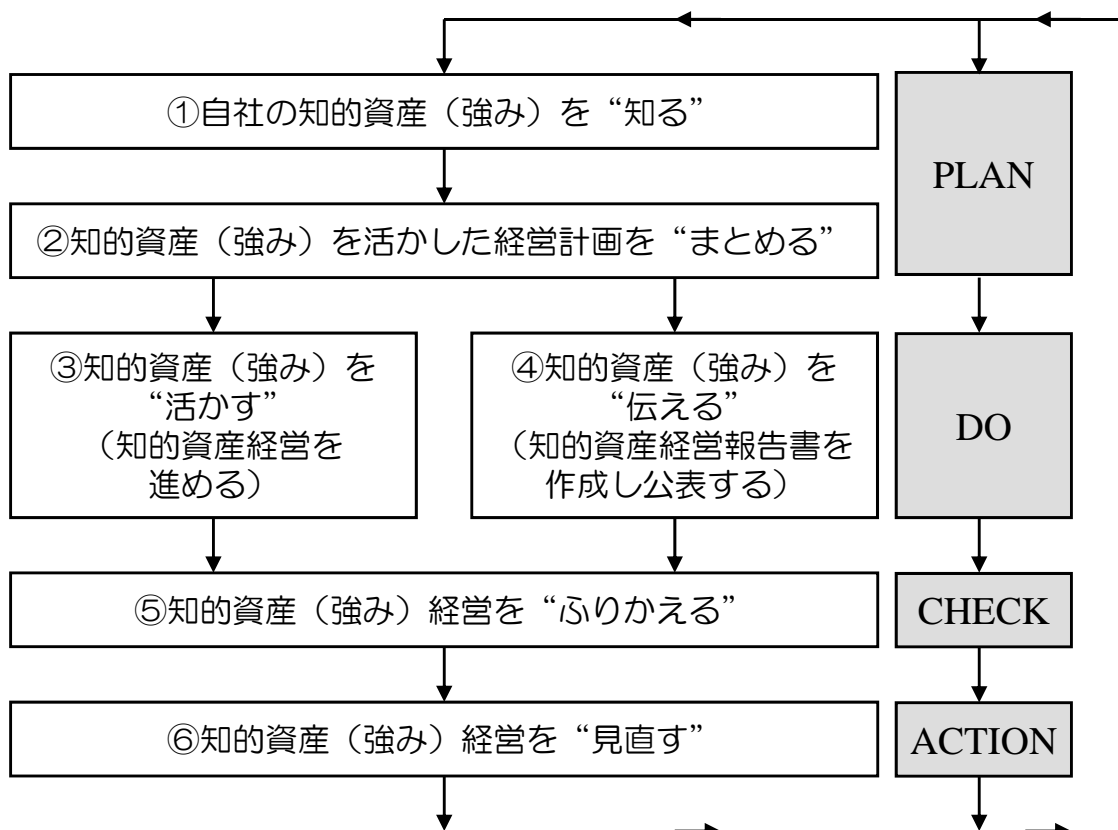 ①自社の知的資産（強み）を“知る”
②知的資産（強み）を活かした経営計画を“まとめる”
PLAN
③知的資産（強み）を
“活かす”
（知的資産経営を
進める）
④知的資産（強み）を
“伝える”
（知的資産経営報告書を
作成し公表する）
DO
⑤知的資産（強み）経営を“ふりかえる”
CHECK
⑥知的資産（強み）経営を“見直す”
ACTION